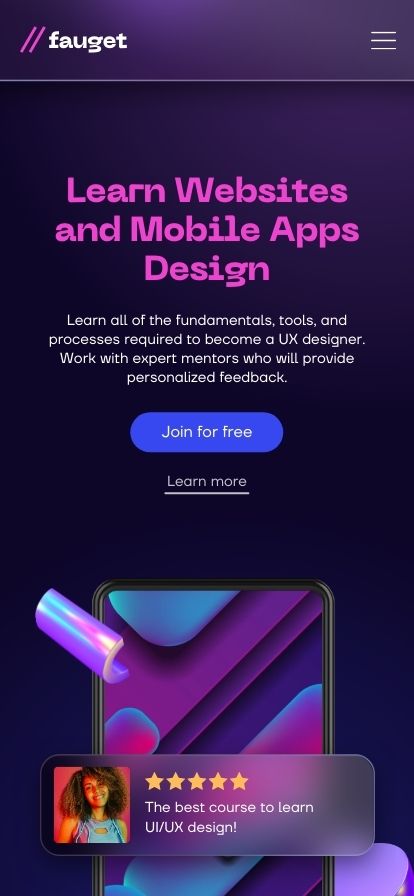 fauget
Learn Websites
and Mobile Apps
Design
Learn all of the fundamentals, tools, and
processes required to become a UX designer.
Work with expert mentors who will provide
personalized feedback.
Join for free
Learn more
The best course to learn
UI/UX design!